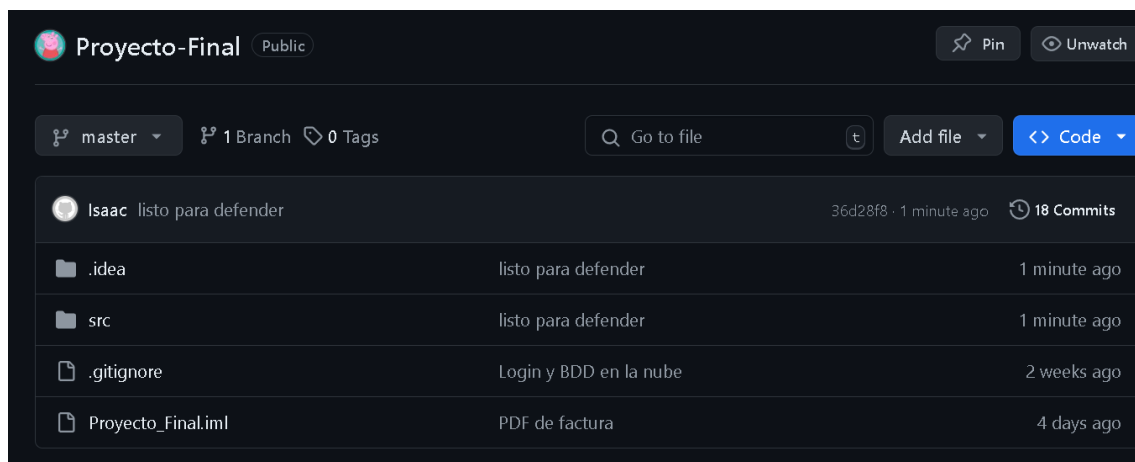 Proyecto-Final Public Pin Unwatch
master 1 Branch 0 Tags Go to file t Add file <> Code
Isaac listo para defender 36d28f8 · 1 minute ago 18 Commits
.idea listo para defender 1 minute ago
src listo para defender 1 minute ago
.gitignore Login y BDD en la nube 2 weeks ago
Proyecto_Final.iml PDF de factura 4 days ago